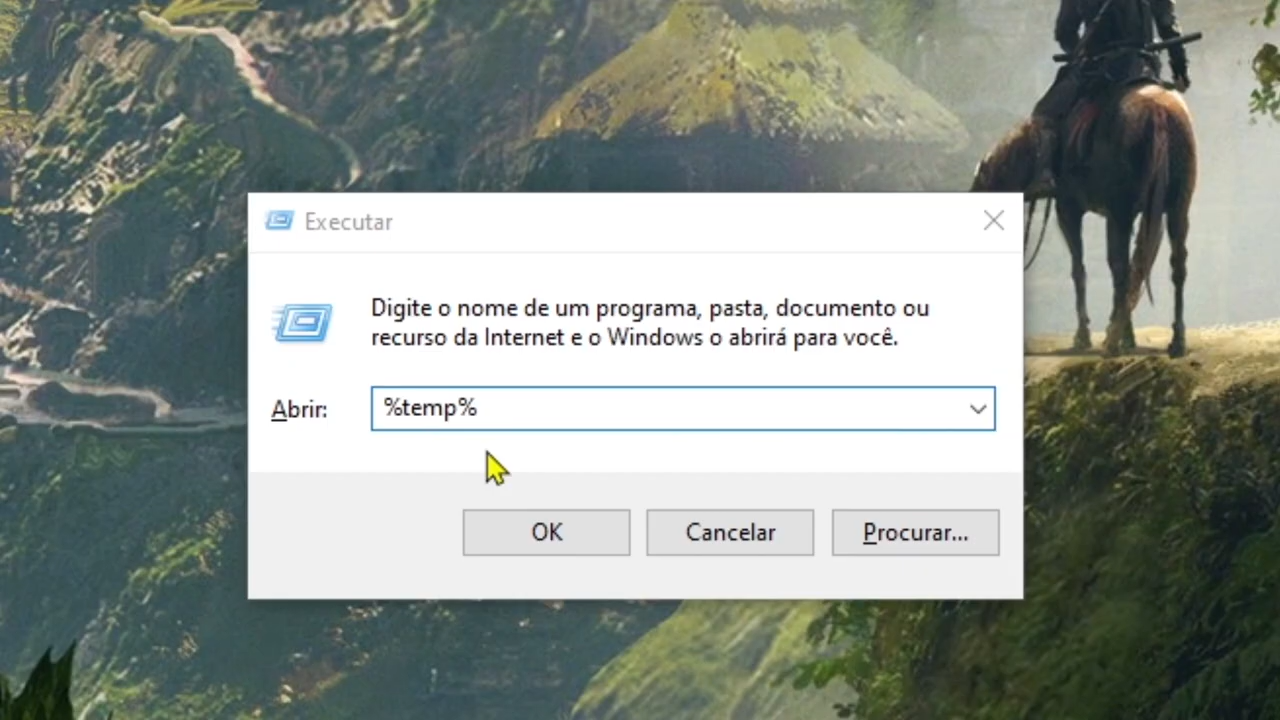 Executar
Digite o nome de um programa, pasta, documento ou
recurso da Internet e o Windows o abrirá para você.
Abrir: %temp%
OK Cancelar Procurar...